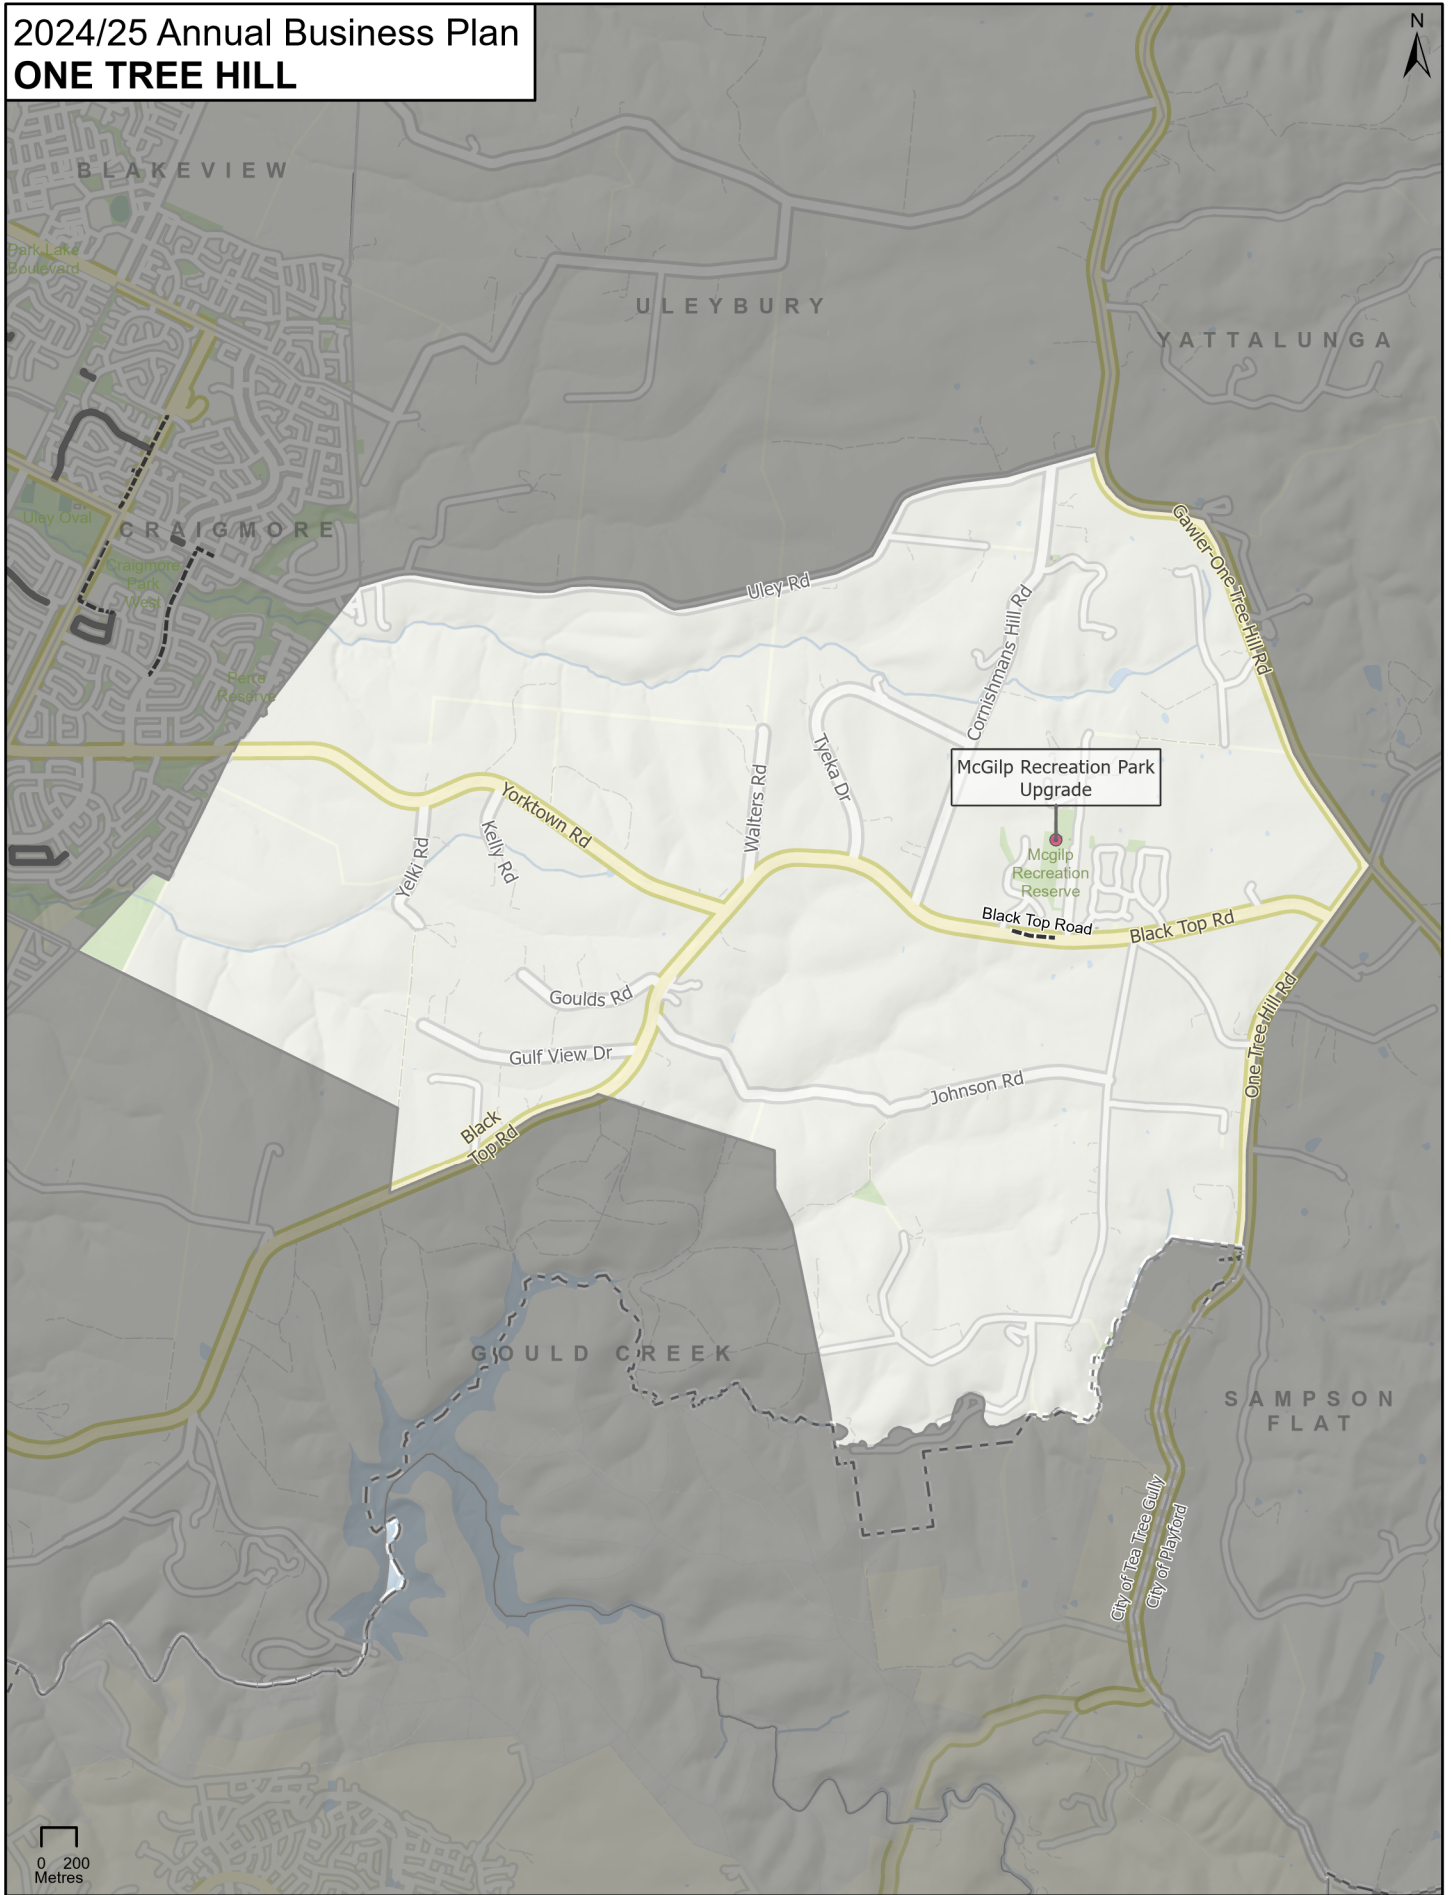 2024/25 Annual Business Plan
ONE TREE HILL
N
BLAKEVIEW
Park Lake
Boulevard
ULEYBURY
YATTALUNGA
Uley Oval
CRAIGMORE
Craigmore
Park
West
Gawler-One Tree Hill Rd
Uley Rd
Cornishmans Hill Rd
Reserve
Tyeka Dr
McGilp Recreation Park
Upgrade
Yorktown Rd
Walters Rd
Kelly Rd
Yelki Rd
Mcgilp
Recreation
Reserve
Black Top Road
Black Top Rd
Goulds Rd
One Tree Hill Rd
Gulf View Dr
Johnson Rd
Black
Top Rd
GOULD CREEK
SAMPSON
FLAT
City of Tea Tree Gully
City of Playford
0 200
Metres